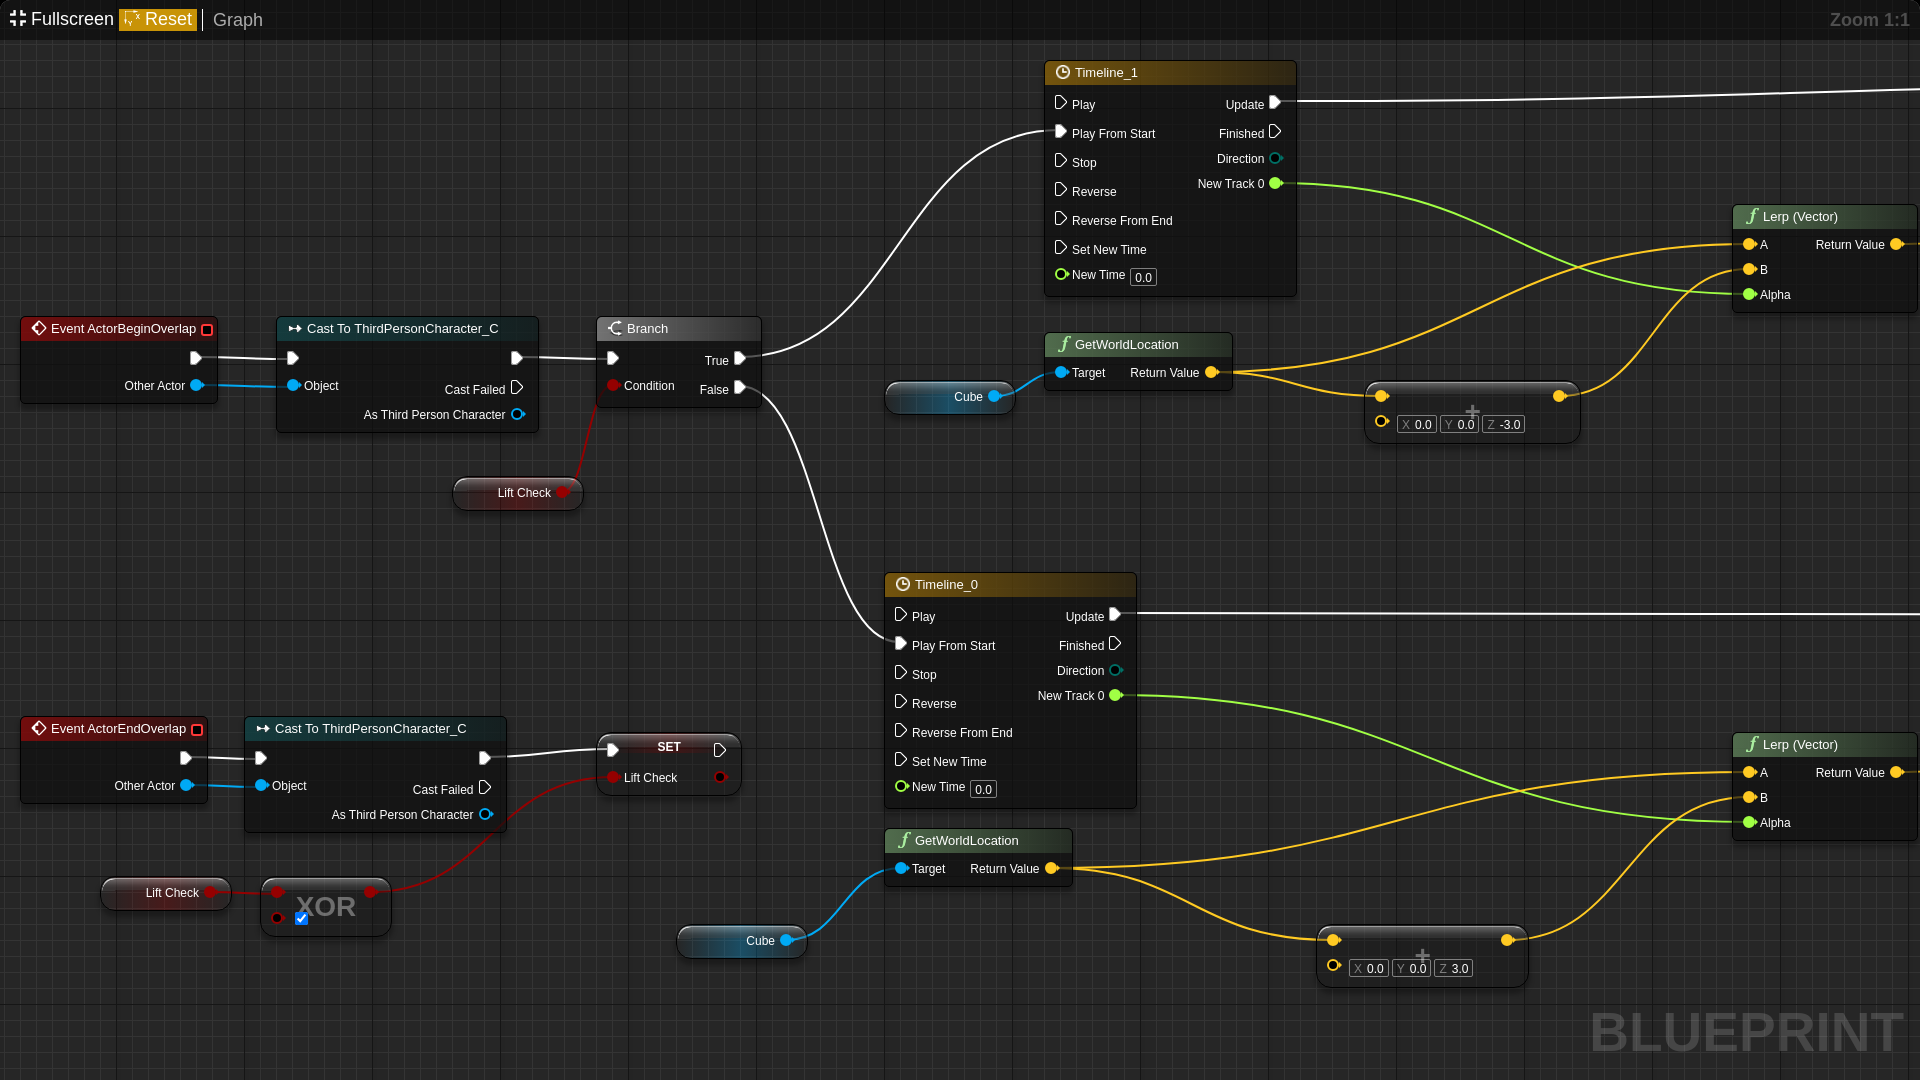 Fullscreen Reset Graph
Zoom 1:1
Timeline_1
Play Update
Play From Start Finished
Stop Direction
Reverse New Track 0
Reverse From End
Set New Time
New Time 0.0
Lerp (Vector)
A Return Value
B
Alpha
Event ActorBeginOverlap
Other Actor
Cast To ThirdPersonCharacter_C
Object
Cast Failed
As Third Person Character
Branch
True
Condition
False
Lift Check
GetWorldLocation
Target Return Value
Cube
+
X 0.0 Y 0.0 Z -3.0
Timeline_0
Play Update
Play From Start Finished
Stop Direction
Reverse New Track 0
Reverse From End
Set New Time
New Time 0.0
Event ActorEndOverlap
Other Actor
Cast To ThirdPersonCharacter_C
Object
Cast Failed
As Third Person Character
SET
Lift Check
Lift Check
XOR
GetWorldLocation
Target Return Value
Cube
+
X 0.0 Y 0.0 Z 3.0
Lerp (Vector)
A Return Value
B
Alpha
BLUEPRINT